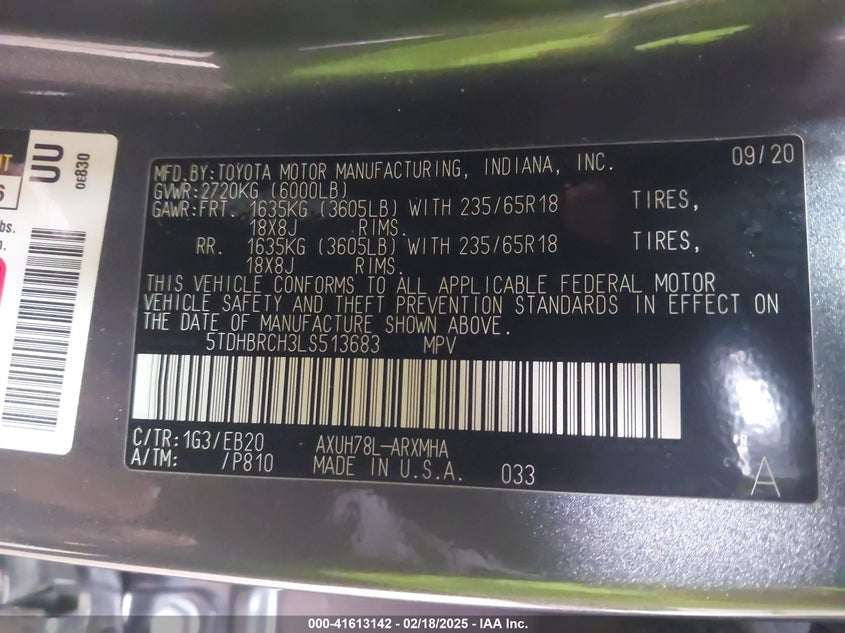 UU
0E830
MFD.BY:TOYOTA MOTOR MANUFACTURING, INDIANA, INC. 09/20
GVWR:2720KG (6000LB)
GAWR:FRT. 1635KG (3605LB) WITH 235/65R18 TIRES,
18X8J RIMS.
RR. 1635KG (3605LB) WITH 235/65R18 TIRES,
18X8J RIMS.
THIS VEHICLE CONFORMS TO ALL APPLICABLE FEDERAL MOTOR
VEHICLE SAFETY AND THEFT PREVENTION STANDARDS IN EFFECT ON
THE DATE OF MANUFACTURE SHOWN ABOVE.
5TDHBRCH3LS513683 MPV
C/TR:1G3/EB20 AXUH78L-ARXMHA
A/TM: /P810 MADE IN U.S.A. 033
A
000-41613142 - 02/18/2025 - IAA Inc.